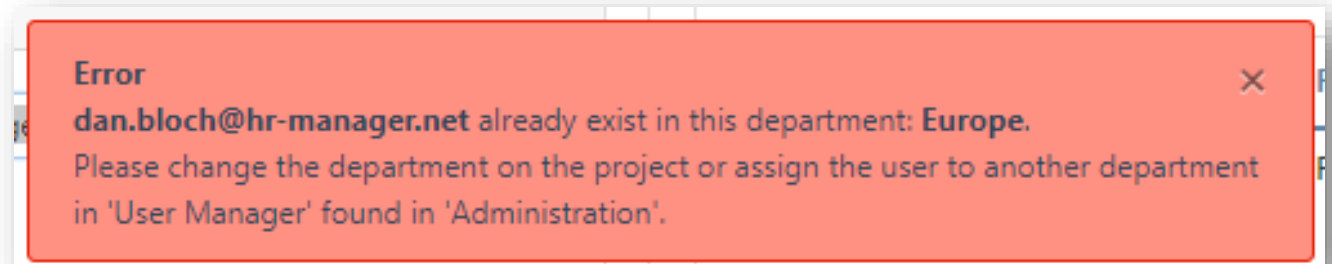 Error
dan.bloch@hr-manager.net already exist in this department: Europe.
Please change the department on the project or assign the user to another department
in 'User Manager' found in 'Administration'.